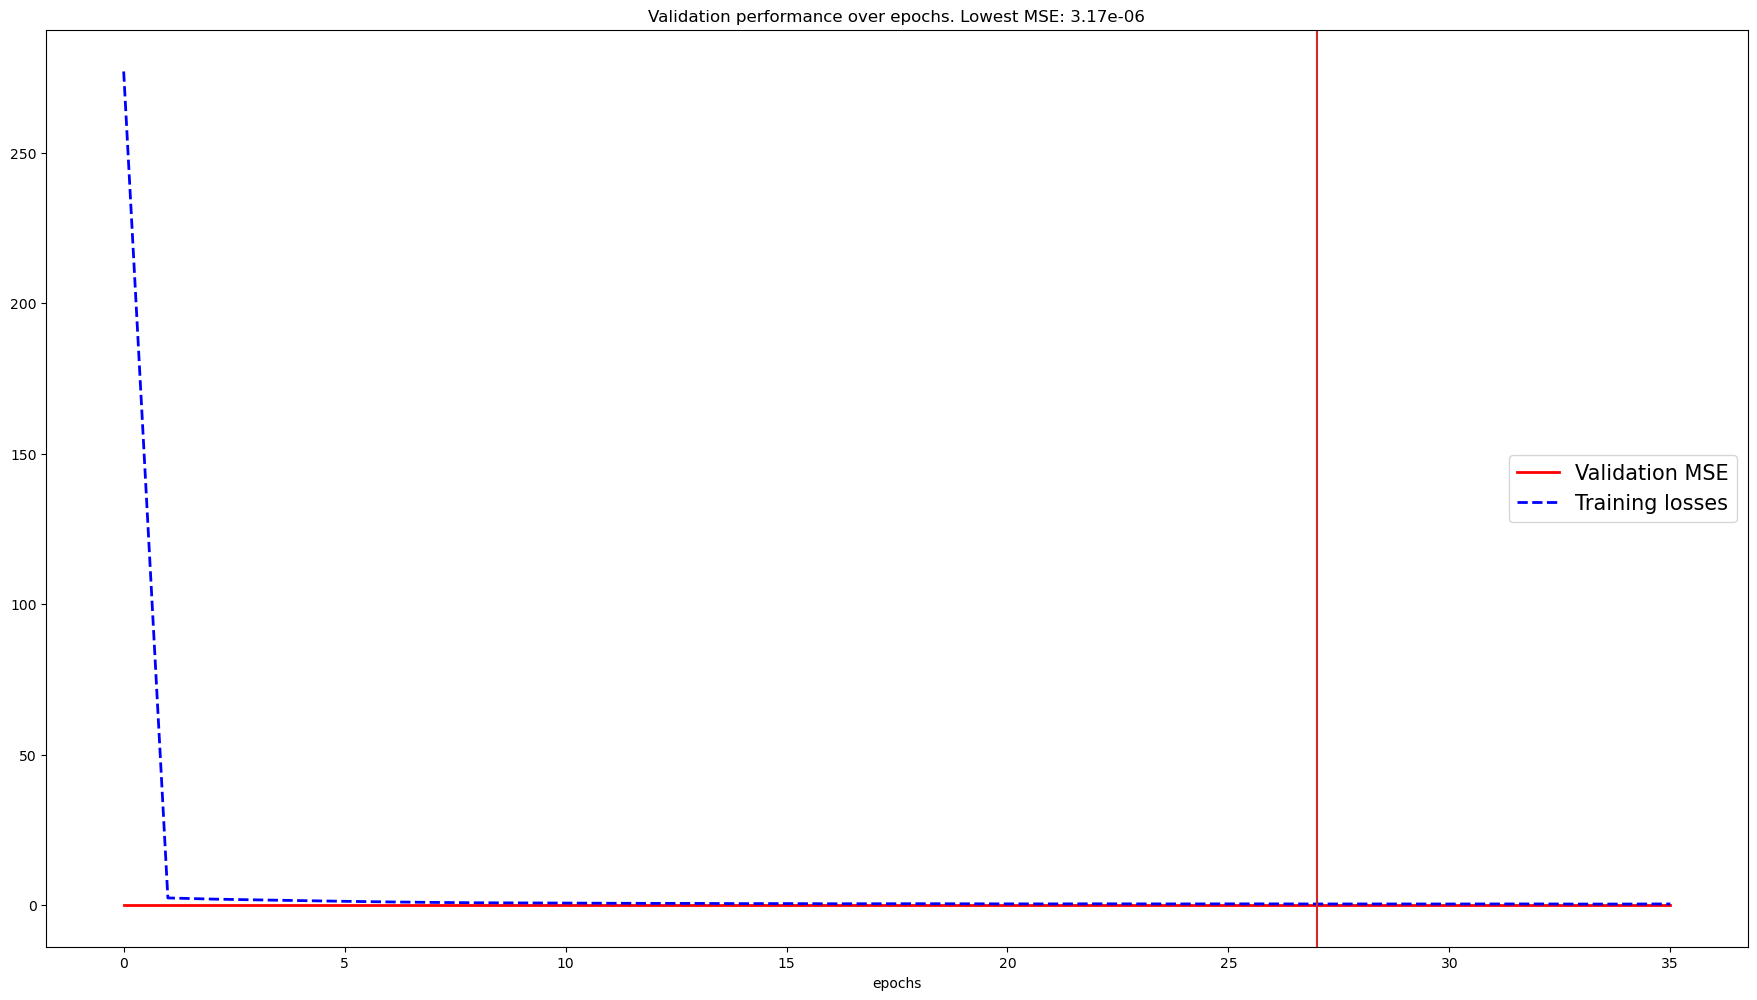 Validation performance over epochs. Lowest MSE: 3.17e-06
250
200
150
100
50
0
Validation MSE
Training losses
0 5 10 15 20 25 30 35
epochs